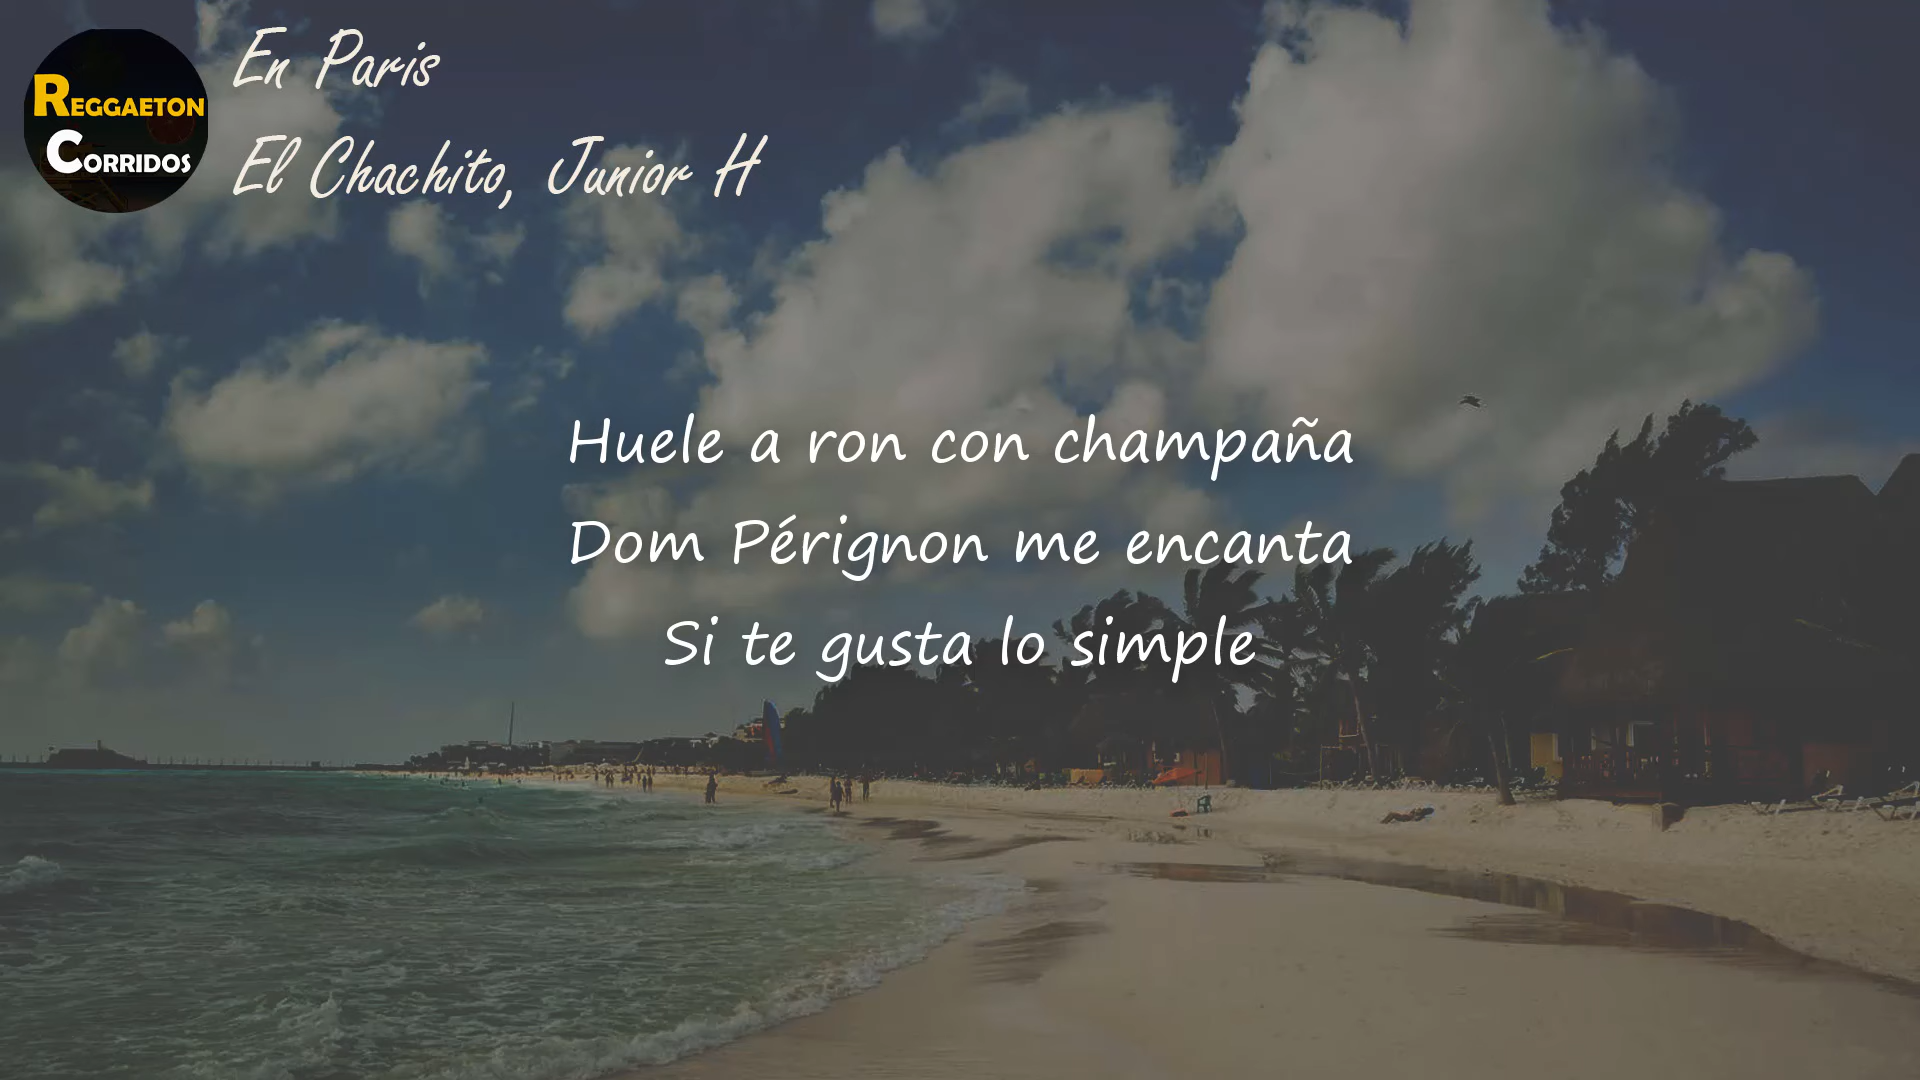 En Paris
REGGAETON
CORRIDOS
El Chachito, Junior H
Huele a ron con champaña
Dom Pérignon me encanta
Si te gusta lo simple